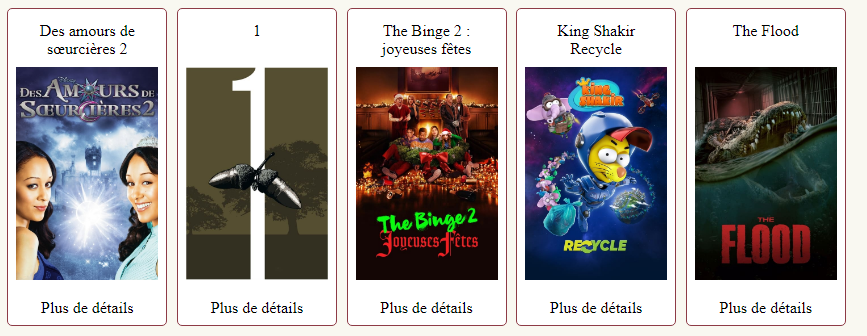 Des amours de
sœurcières 2
DES AMOURS DE
SŒURCIÈRES 2
Plus de détails
1
1
Plus de détails
The Binge 2 :
joyeuses fêtes
The Binge 2
Joyeuses Fêtes
Plus de détails
King Shakir
Recycle
King
SHAKIR
RECYCLE
Plus de détails
The Flood
THE
FLOOD
Plus de détails